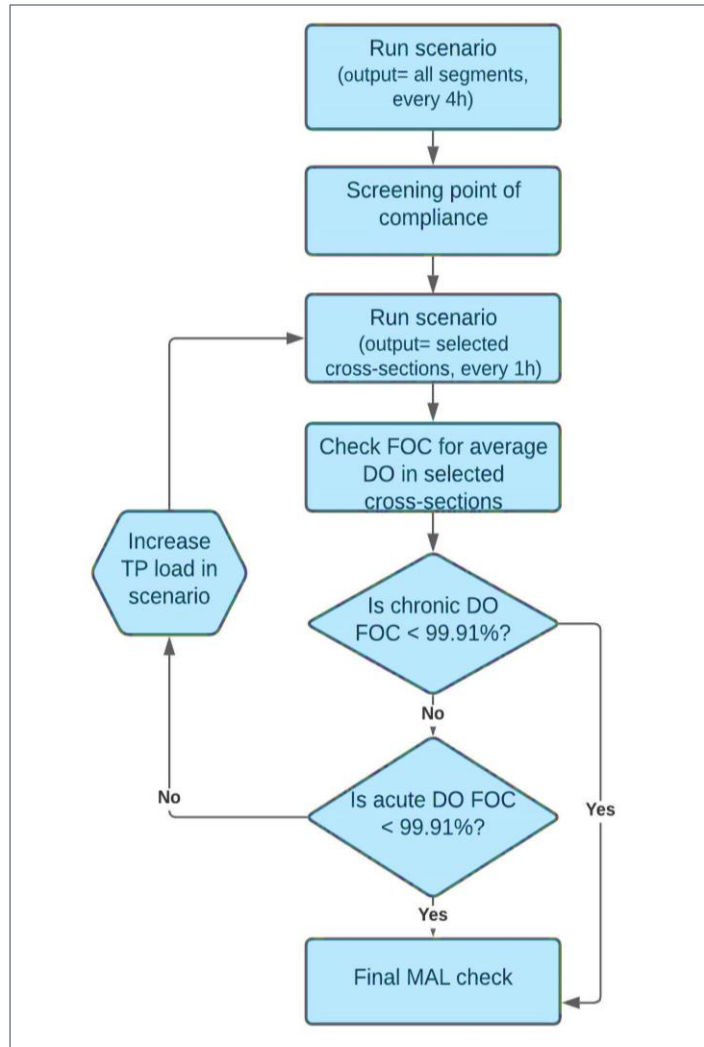 Run scenario
(output= all segments,
every 4h)
Screening point of
compliance
Run scenario
(output= selected
cross-sections, every 1h)
Check FOC for average
DO in selected
cross-sections
Increase
TP load in
scenario
Is chronic DO
FOC < 99.91%?
No
Is acute DO FOC
< 99.91%?
No
Yes
Yes
Final MAL check